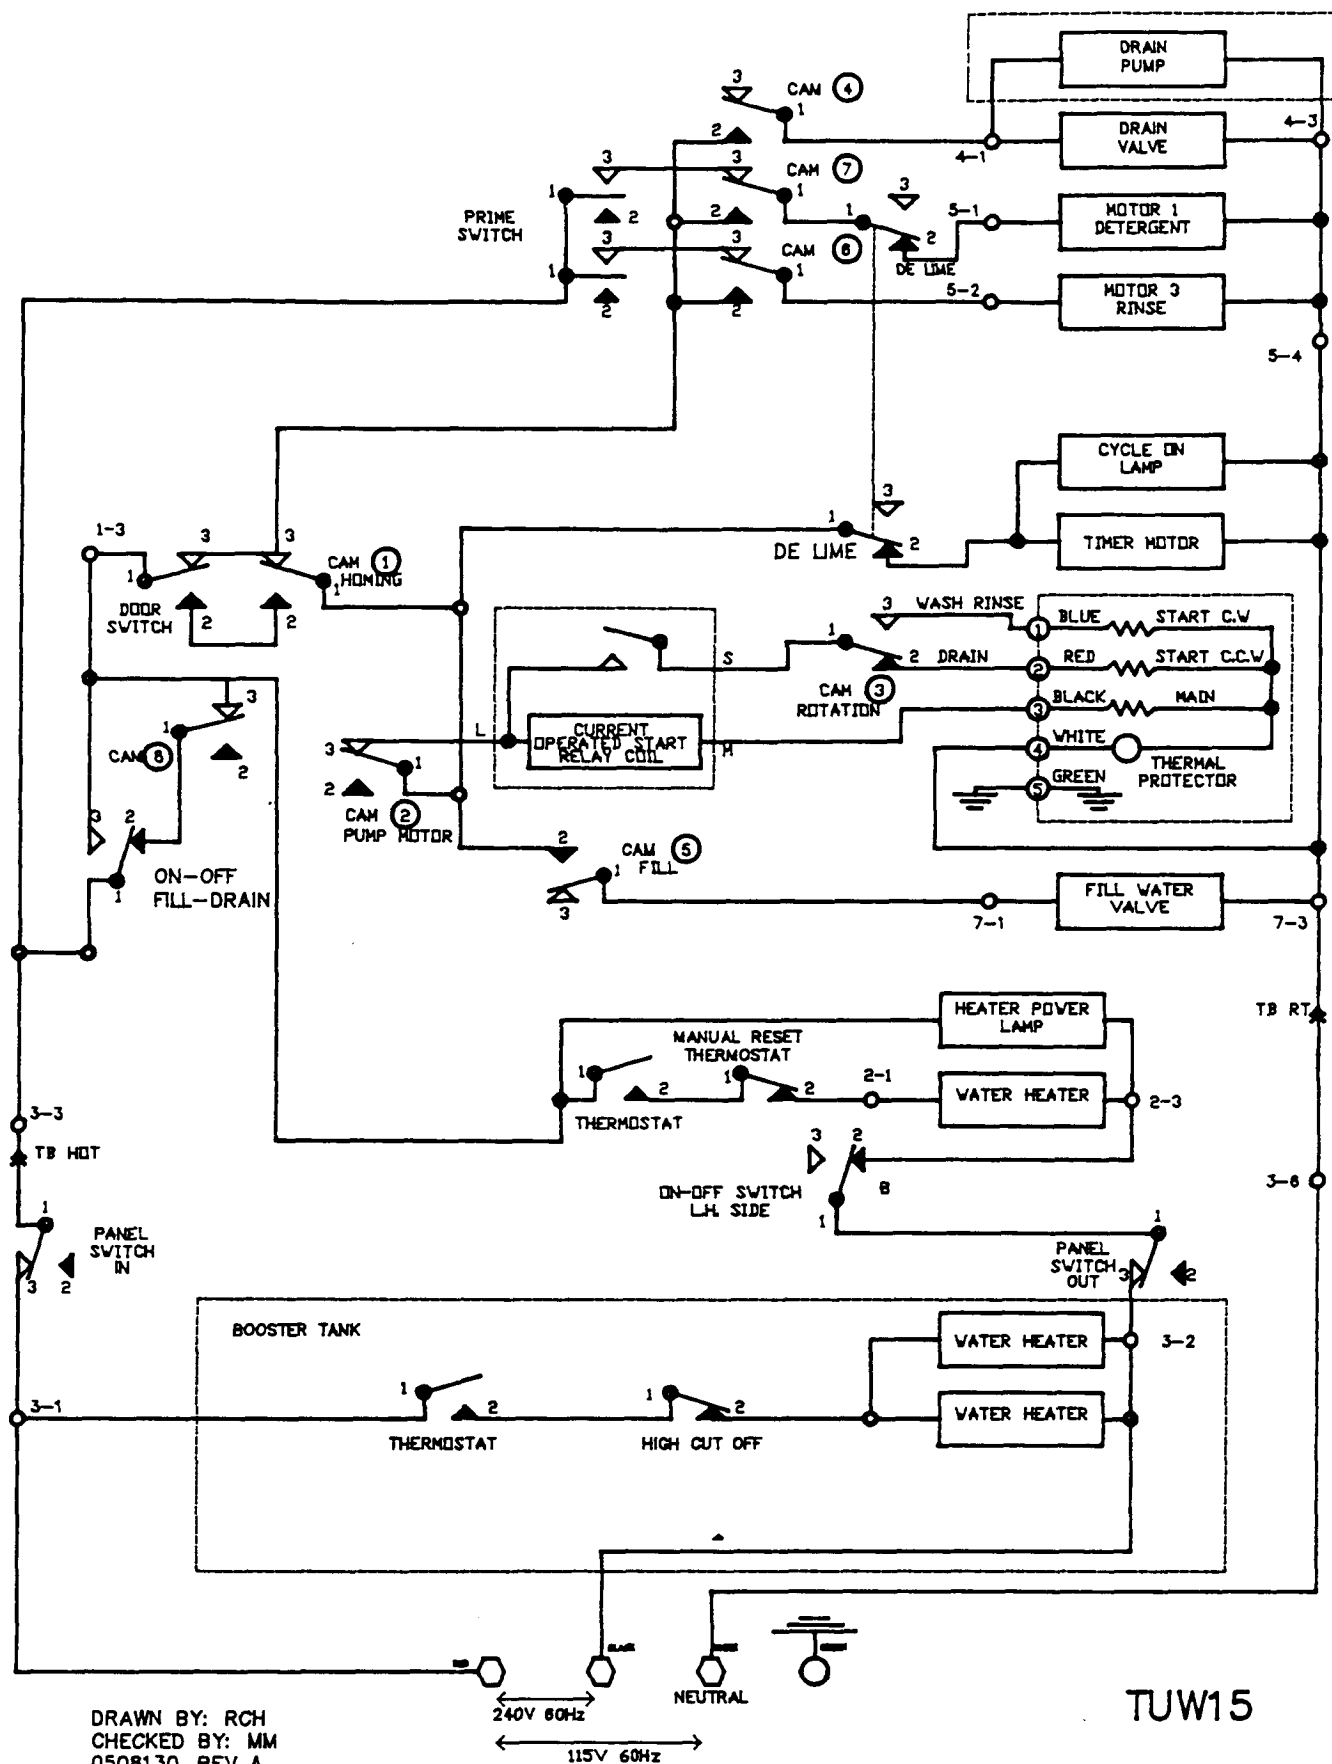 DRAIN
PUMP
3
CAM 4
1
2
4-1
DRAIN
VALVE
4-3
3
3
CAM 7
1
1
2
2
PRIME
SWITCH
3
1
2
DE LIME
5-1
MOTOR 1
DETERGENT
3
3
CAM 6
1
1
2
2
5-2
MOTOR 3
RINSE
5-4
CYCLE ON
LAMP
3
1
2
DE LIME
TIMER MOTOR
1-3
3
3
1
CAM 1
HOMING
1
DOOR
SWITCH
2
2
3
WASH RINSE
1
BLUE
START C.W
S
1
2
DRAIN
2
RED
START C.C.W
CAM 3
ROTATION
3
BLACK
MAIN
3
1
CAM 8
2
L
CURRENT
OPERATED START
RELAY COIL
M
4
WHITE
THERMAL
PROTECTOR
5
GREEN
3
1
2
CAM 2
PUMP MOTOR
3
2
1
ON-OFF
FILL-DRAIN
2
CAM 5
FILL
1
3
7-1
FILL WATER
VALVE
7-3
HEATER POWER
LAMP
TB RT
MANUAL RESET
THERMOSTAT
1
2
1
2
2-1
WATER HEATER
2-3
THERMOSTAT
3-3
TB HOT
3
2
8
ON-OFF SWITCH
L.H. SIDE
1
3-6
1
PANEL
SWITCH
IN
3
2
1
PANEL
SWITCH
OUT
3
2
BOOSTER TANK
WATER HEATER
3-2
3-1
1
2
THERMOSTAT
1
2
HIGH CUT OFF
WATER HEATER
RED
BLACK
GREEN
NEUTRAL
240V 60Hz
115V 60Hz
TUW15
DRAWN BY: RCH
CHECKED BY: MM
0508130 REV A